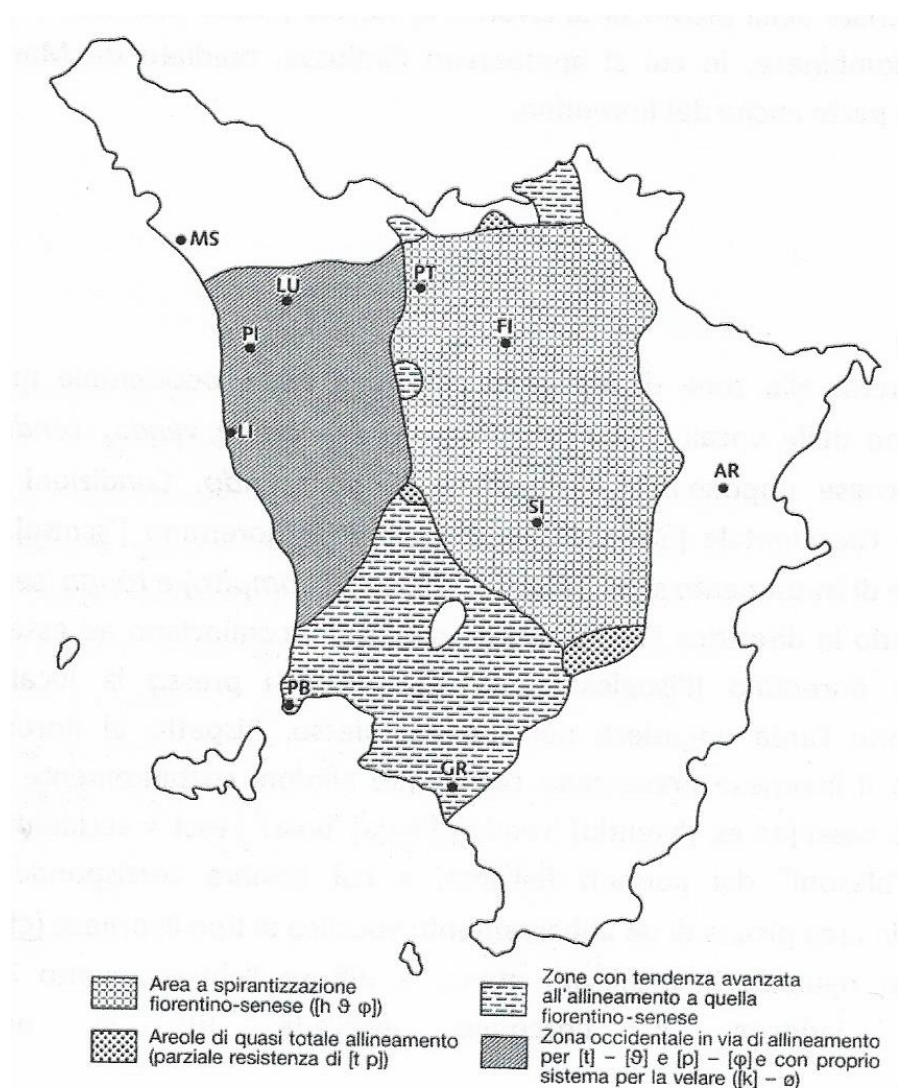 MS
LU
PT
PI
FI
LI
AR
SI
PB
GR
Area a spirantizzazione
fiorentino-senese ([h ϑ φ])
Areole di quasi totale allineamento
(parziale resistenza di [t p])
Zone con tendenza avanzata
all'allineamento a quella
fiorentino-senese
Zona occidentale in via di allineamento
per [t] – [ϑ] e [p] – [φ] e con proprio
sistema per la velare ([k] – ø)